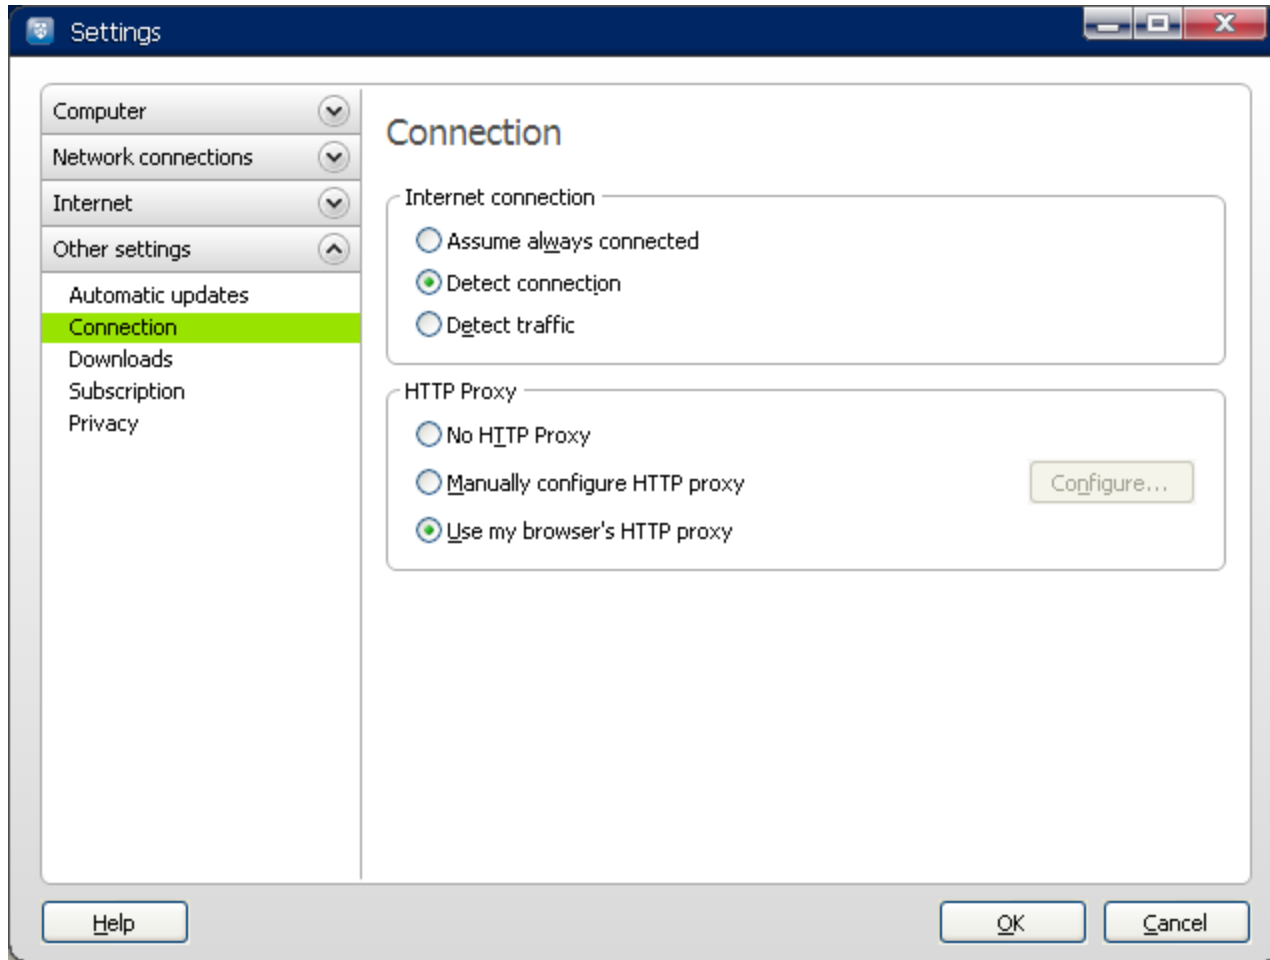 Settings
Computer
Network connections
Internet
Other settings
Automatic updates
Connection
Downloads
Subscription
Privacy
Connection
Internet connection
Assume always connected
Detect connection
Detect traffic
HTTP Proxy
No HTTP Proxy
Manually configure HTTP proxy
Configure...
Use my browser's HTTP proxy
Help
OK
Cancel